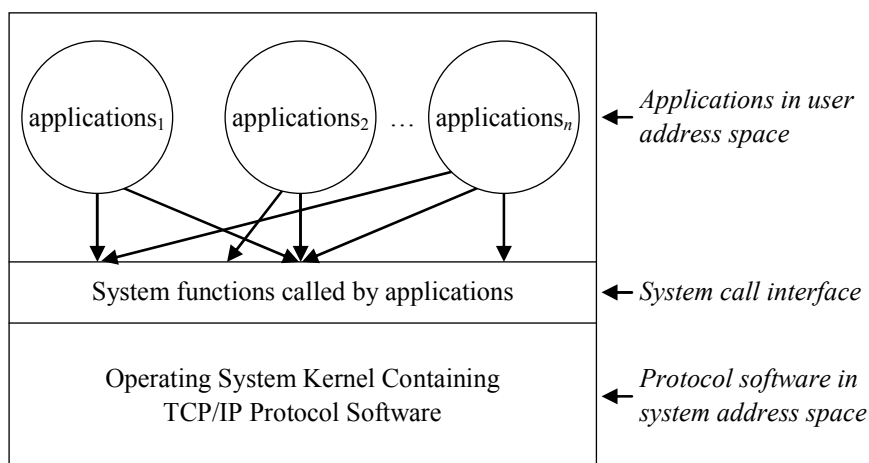 applications₁
applications₂
…
applicationsₙ
Applications in user
address space
System functions called by applications
System call interface
Operating System Kernel Containing
TCP/IP Protocol Software
Protocol software in
system address space